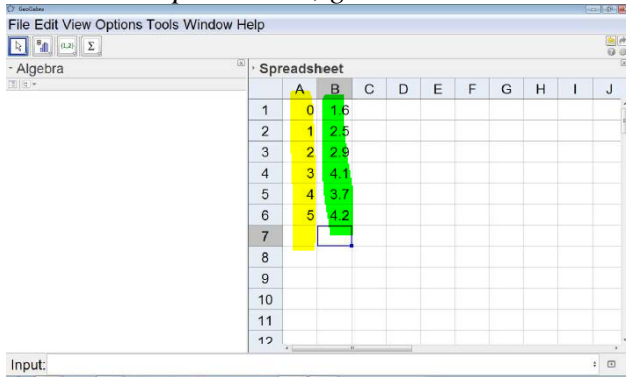 GeoGebra
File Edit View Options Tools Window Help
(1,2) Σ
Algebra
Spreadsheet
A B C D E F G H I J
1 0 1.6
2 1 2.5
3 2 2.9
4 3 4.1
5 4 3.7
6 5 4.2
7
8
9
10
11
12
Input: